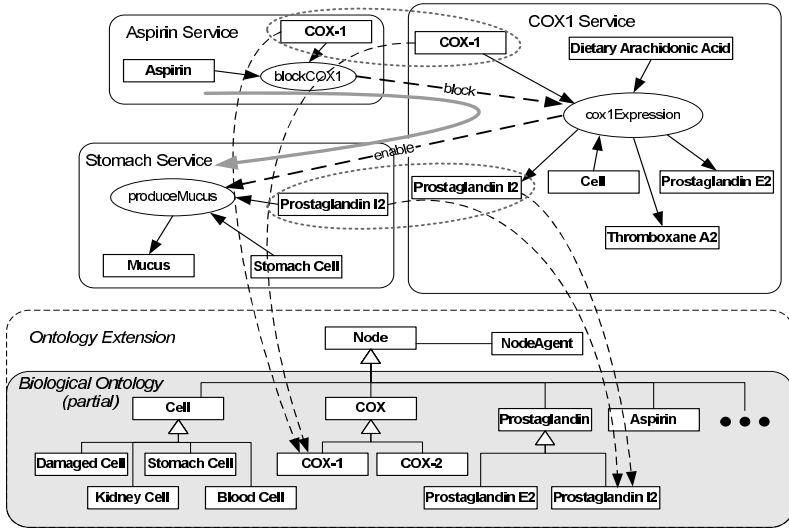 Aspirin Service
COX-1
Aspirin
blockCOX1
COX1 Service
COX-1
Dietary Arachidonic Acid
block
cox1Expression
enable
Stomach Service
produceMucus
Prostaglandin I2
Mucus
Stomach Cell
Prostaglandin I2
Cell
Prostaglandin E2
Thromboxane A2
Ontology Extension
Node
NodeAgent
Biological Ontology
(partial)
Cell
COX
Prostaglandin
Aspirin
Damaged Cell
Stomach Cell
COX-1
COX-2
Kidney Cell
Blood Cell
Prostaglandin E2
Prostaglandin I2